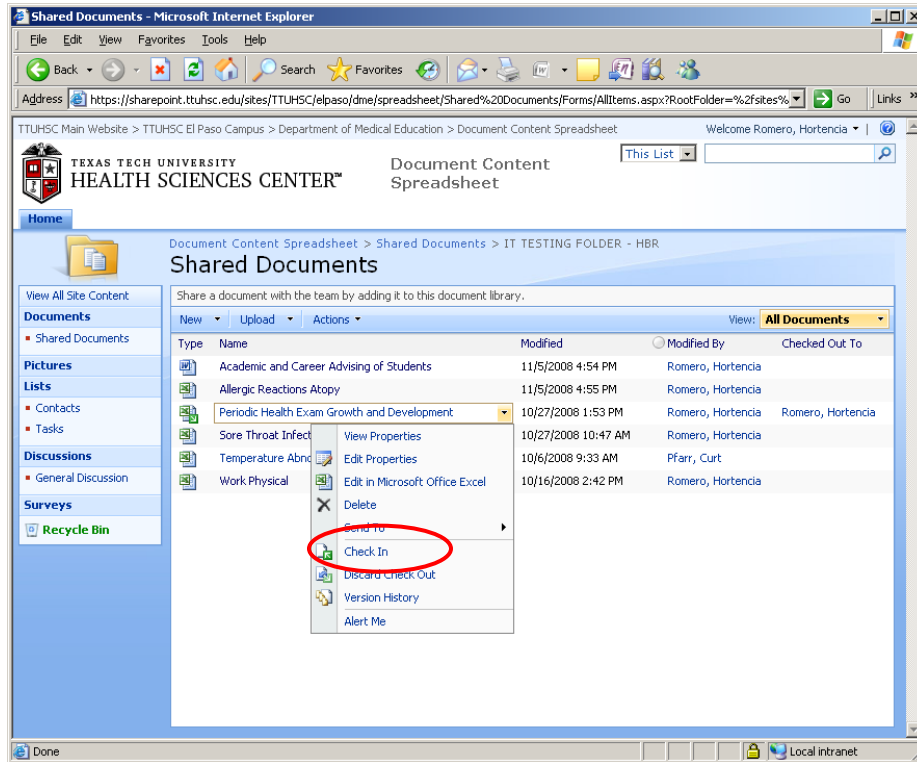 Shared Documents - Microsoft Internet Explorer
File Edit View Favorites Tools Help
Back Search Favorites
Address https://sharepoint.ttuhsc.edu/sites/TTUHSC/elpaso/dme/spreadsheet/Shared%20Documents/Forms/AllItems.aspx?RootFolder=%2fsites% Go Links »
TTUHSC Main Website > TTUHSC El Paso Campus > Department of Medical Education > Document Content Spreadsheet Welcome Romero, Hortencia
TEXAS TECH UNIVERSITY
HEALTH SCIENCES CENTER™
Document Content
Spreadsheet
This List
Home
Document Content Spreadsheet > Shared Documents > IT TESTING FOLDER - HBR
Shared Documents
View All Site Content
Documents
Shared Documents
Pictures
Lists
Contacts
Tasks
Discussions
General Discussion
Surveys
Recycle Bin
Share a document with the team by adding it to this document library.
New Upload Actions View: All Documents
Type Name Modified Modified By Checked Out To
Academic and Career Advising of Students 11/5/2008 4:54 PM Romero, Hortencia
Allergic Reactions Atopy 11/5/2008 4:55 PM Romero, Hortencia
Periodic Health Exam Growth and Development 10/27/2008 1:53 PM Romero, Hortencia Romero, Hortencia
Sore Throat Infect 10/27/2008 10:47 AM Romero, Hortencia
Temperature Abno 10/6/2008 9:33 AM Pfarr, Curt
Work Physical 10/16/2008 2:42 PM Romero, Hortencia
View Properties
Edit Properties
Edit in Microsoft Office Excel
Delete
Send To
Check In
Discard Check Out
Version History
Alert Me
Done Local intranet